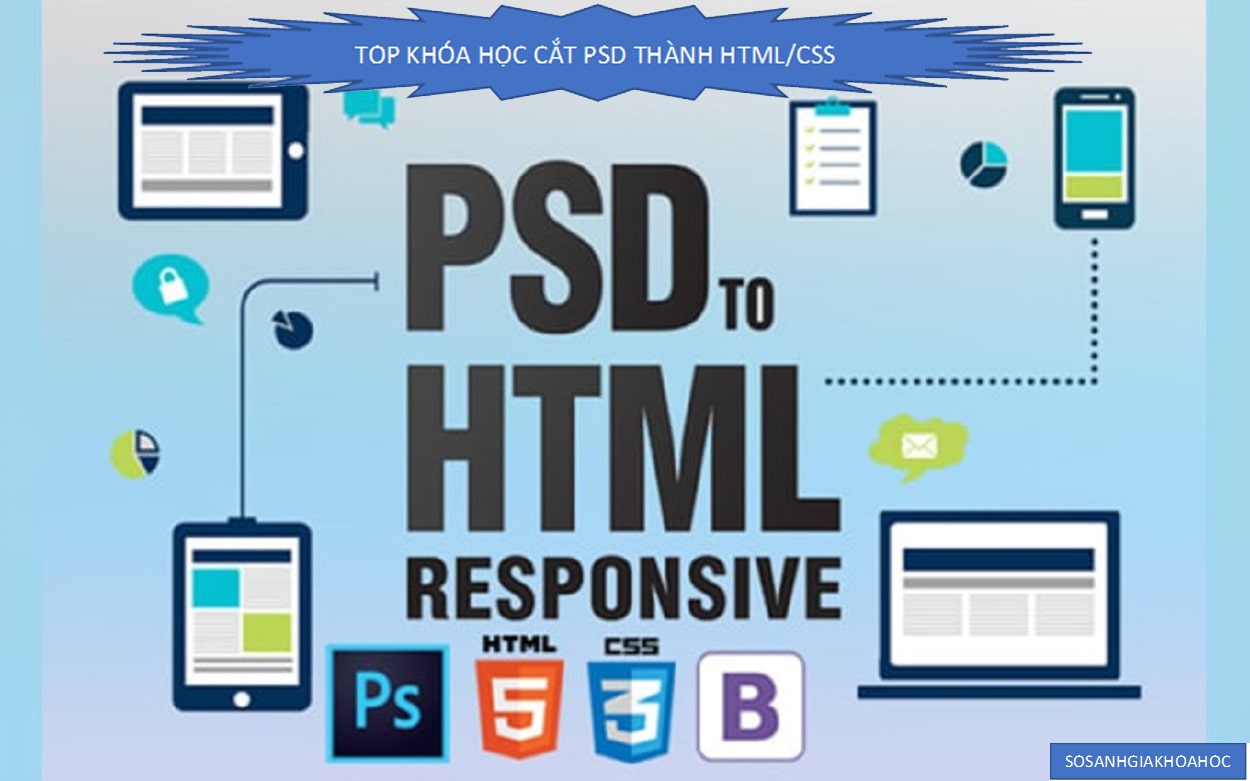 TOP KHÓA HỌC CẮT PSD THÀNH HTML/CSS
PSD TO
HTML
RESPONSIVE
HTML CSS
Ps 5 3 B
SOSANHGIAKHOAHOC